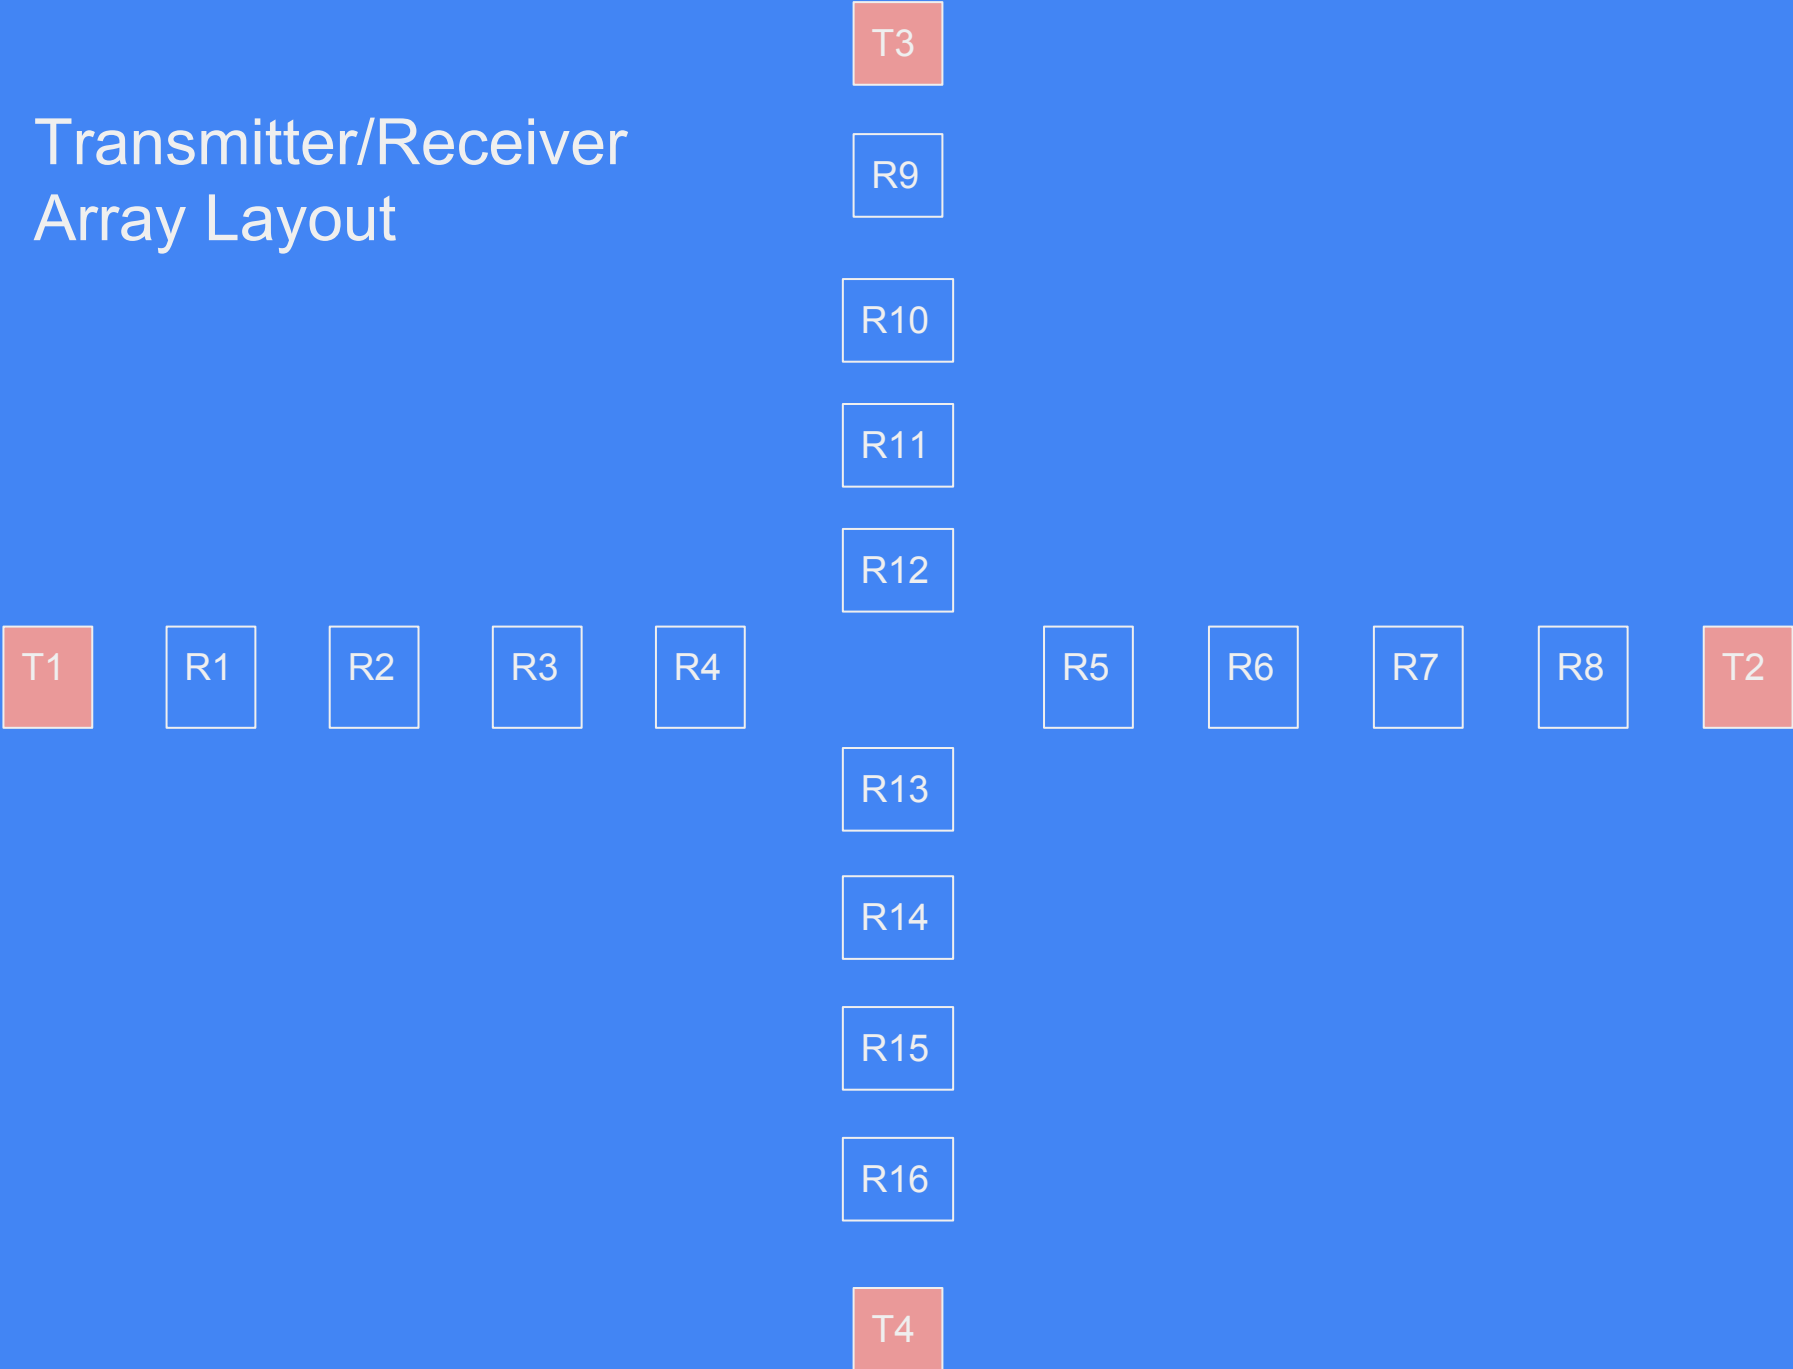 T3
Transmitter/Receiver
Array Layout
R9
R10
R11
R12
T1 R1 R2 R3 R4 R5 R6 R7 R8 T2
R13
R14
R15
R16
T4